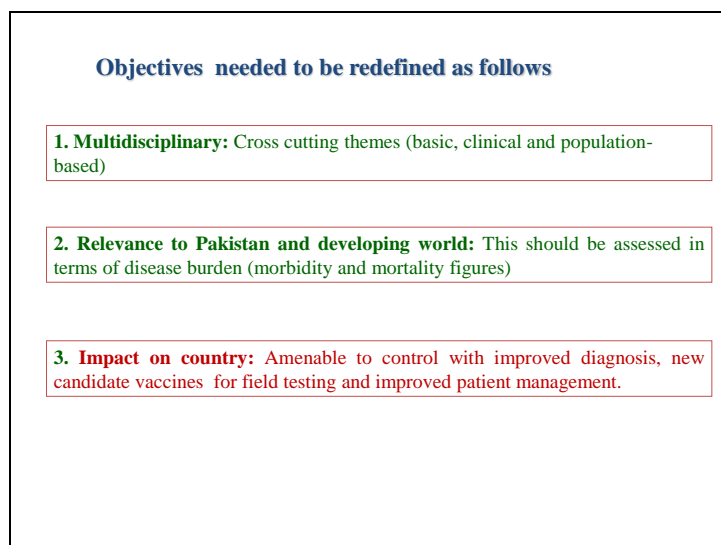 Objectives  needed to be redefined as follows
1. Multidisciplinary: Cross cutting themes (basic, clinical and population-
based)
2. Relevance to Pakistan and developing world: This should be assessed in
terms of disease burden (morbidity and mortality figures)
3. Impact on country: Amenable to control with improved diagnosis, new
candidate vaccines  for field testing and improved patient management.